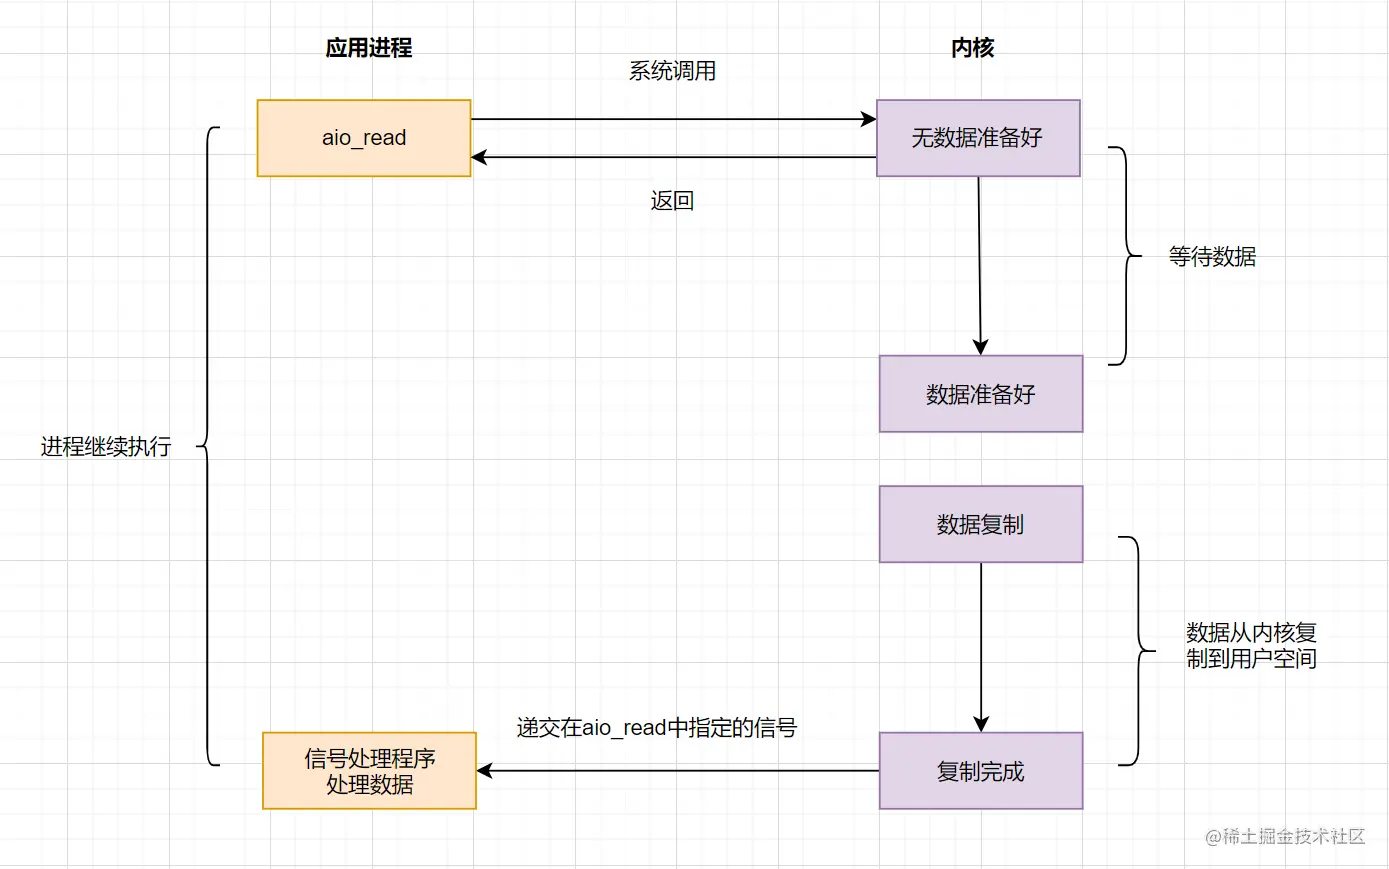 应用进程
内核
系统调用
aio_read
无数据准备好
返回
等待数据
数据准备好
进程继续执行
数据复制
数据从内核复
制到用户空间
递交在aio_read中指定的信号
信号处理程序
处理数据
复制完成
@稀土掘金技术社区